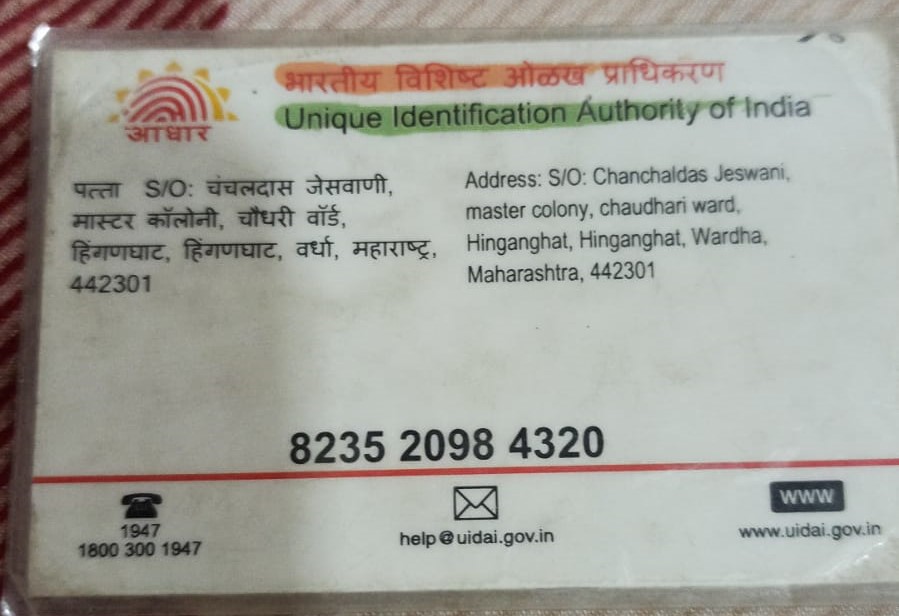 भारतीय विशिष्ट ओळख प्राधिकरण
Unique Identification Authority of India
आधार
पत्ता S/O: चंचलदास जेसवाणी,
मास्टर कॉलोनी, चौधरी वॉर्ड,
हिंगणघाट, हिंगणघाट, वर्धा, महाराष्ट्र,
442301
Address: S/O: Chanchaldas Jeswani,
master colony, chaudhari ward,
Hinganghat, Hinganghat, Wardha,
Maharashtra, 442301
8235 2098 4320
1947
1800 300 1947
help@uidai.gov.in
www
www.uidai.gov.in